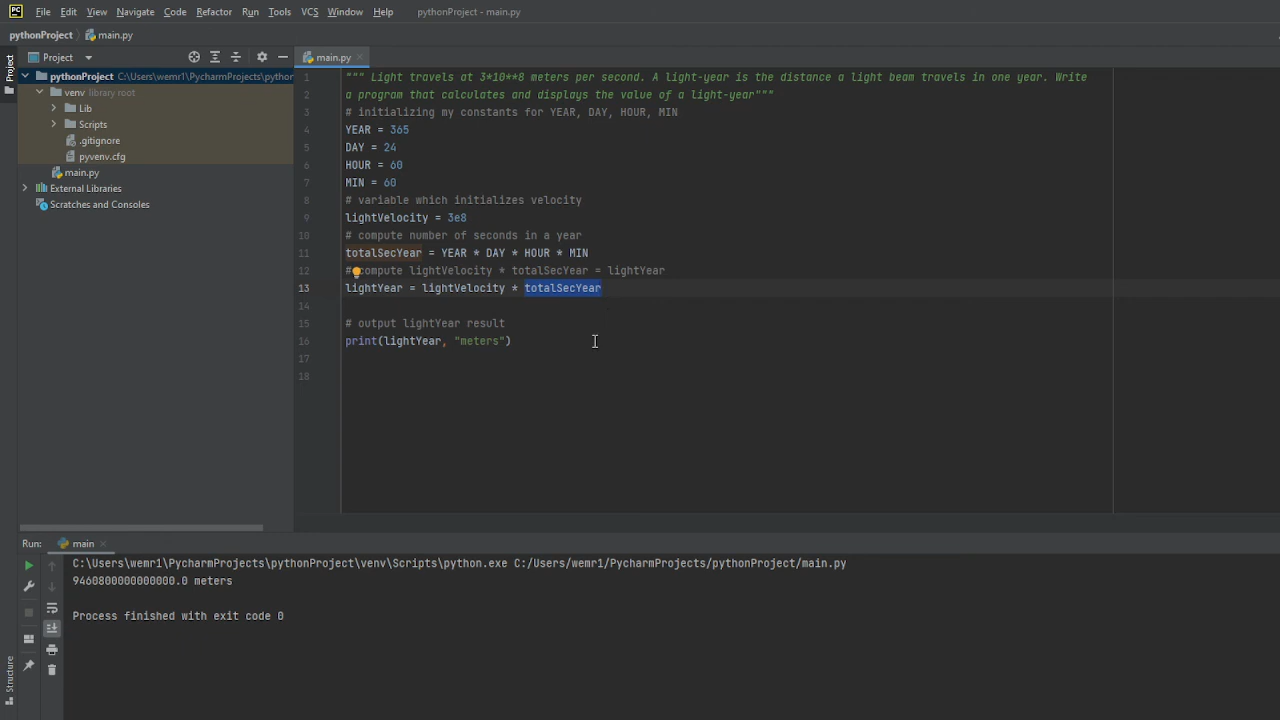 PC File Edit View Navigate Code Refactor Run Tools VCS Window Help pythonProject - main.py
pythonProject main.py
Project
Project
main.py
pythonProject C:\Users\wemr1\PycharmProjects\python
venv library root
Lib
Scripts
.gitignore
pyvenv.cfg
main.py
External Libraries
Scratches and Consoles
1 """ Light travels at 3*10**8 meters per second. A light-year is the distance a light beam travels in one year. Write
2 a program that calculates and displays the value of a light-year"""
3 # initializing my constants for YEAR, DAY, HOUR, MIN
4 YEAR = 365
5 DAY = 24
6 HOUR = 60
7 MIN = 60
8 # variable which initializes velocity
9 lightVelocity = 3e8
10 # compute number of seconds in a year
11 totalSecYear = YEAR * DAY * HOUR * MIN
12 # compute lightVelocity * totalSecYear = lightYear
13 lightYear = lightVelocity * totalSecYear
14
15 # output lightYear result
16 print(lightYear, "meters")
17
18
Run: main
C:\Users\wemr1\PycharmProjects\pythonProject\venv\Scripts\python.exe C:/Users/wemr1/PycharmProjects/pythonProject/main.py
9460800000000000.0 meters
Process finished with exit code 0
Structure